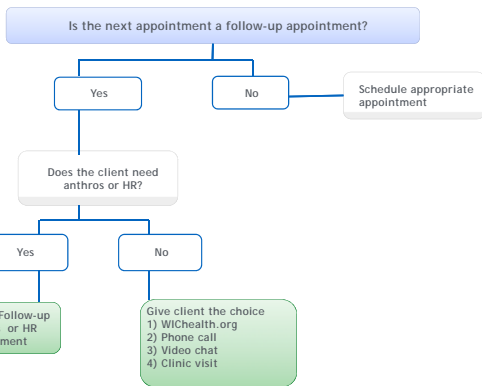 Is the next appointment a follow-up appointment?
Yes
No
Schedule appropriate
appointment
Does the client need
anthros or HR?
Yes
No
Follow-up
or HR
Give client the choice
1) WIChealth.org
2) Phone call
3) Video chat
4) Clinic visit